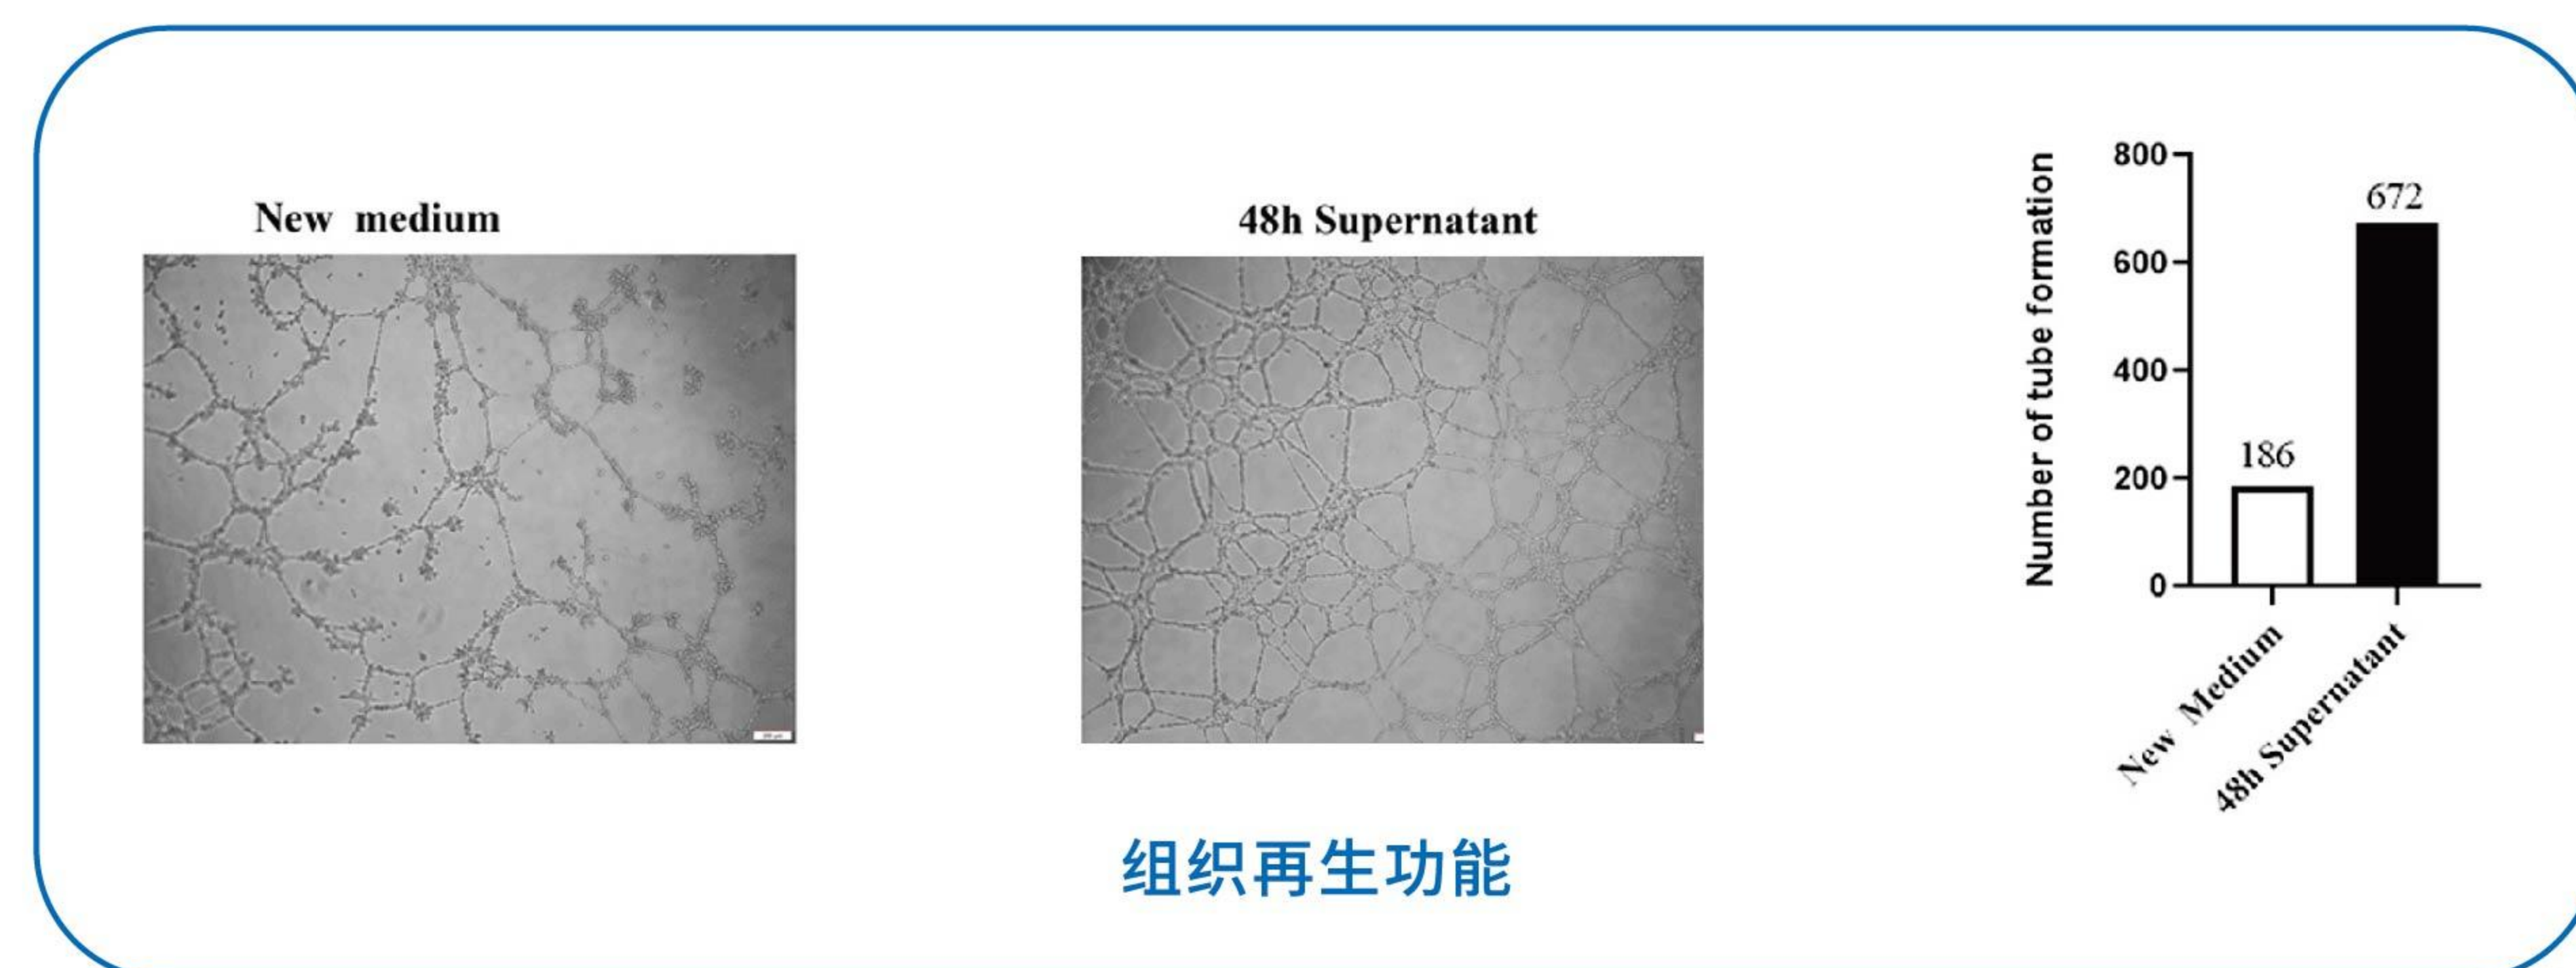 New medium
48h Supernatant
Number of tube formation
800
600
400
200
0
186
672
New Medium
48h Supernatant
组织再生功能